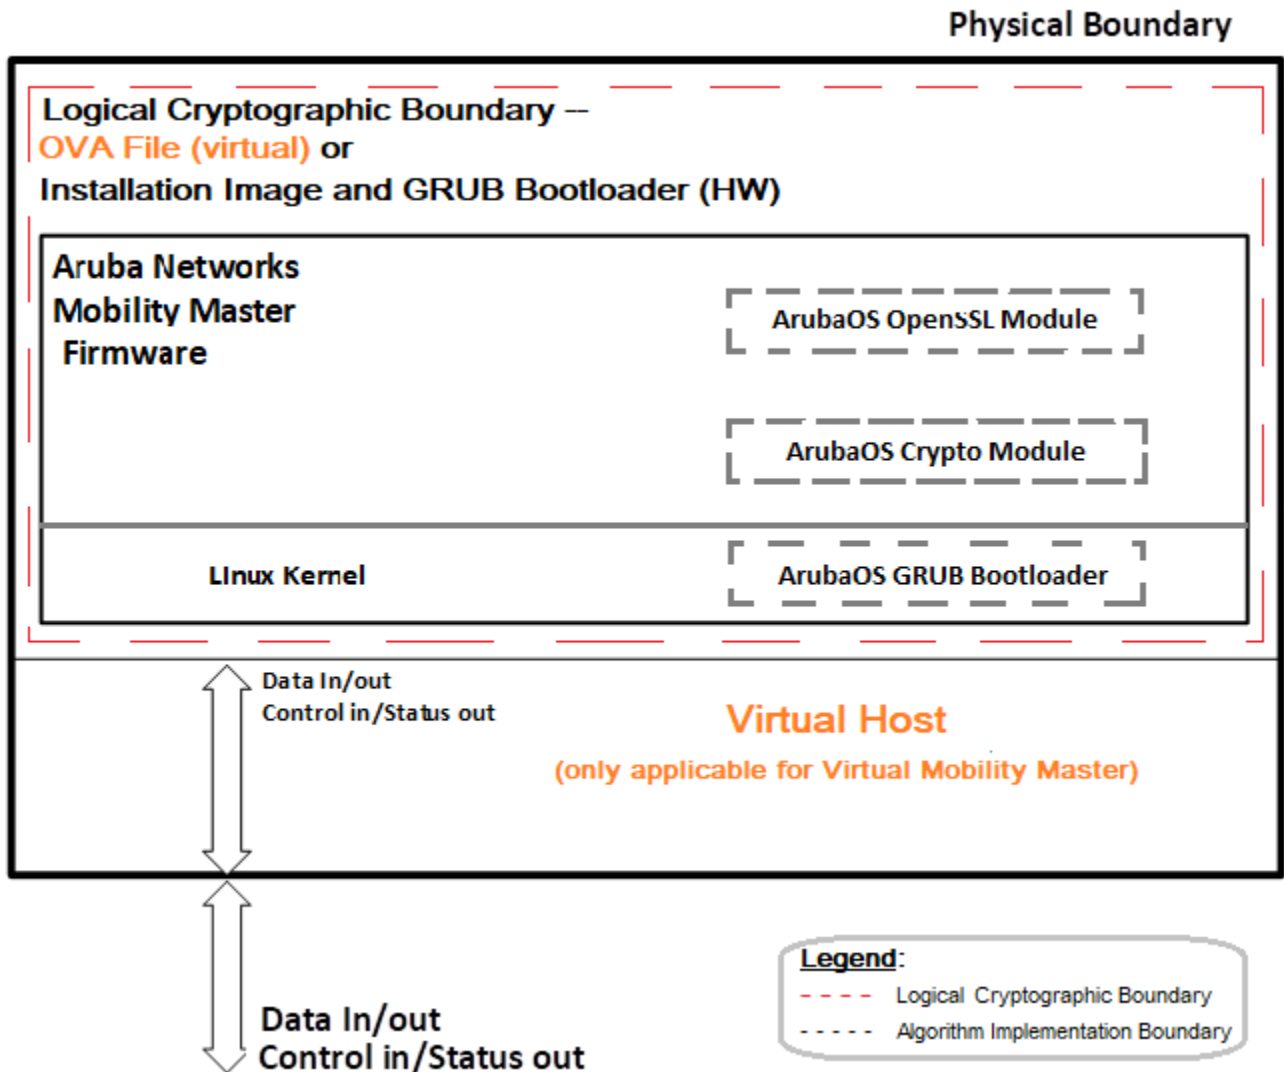 Physical Boundary
Logical Cryptographic Boundary --
OVA File (virtual) or
Installation Image and GRUB Bootloader (HW)
Aruba Networks
Mobility Master
Firmware
ArubaOS OpenSSL Module
ArubaOS Crypto Module
LInux Kernel
ArubaOS GRUB Bootloader
Data In/out
Control in/Status out
Virtual Host
(only applicable for Virtual Mobility Master)
Data In/out
Control in/Status out
Legend:
Logical Cryptographic Boundary
Algorithm Implementation Boundary